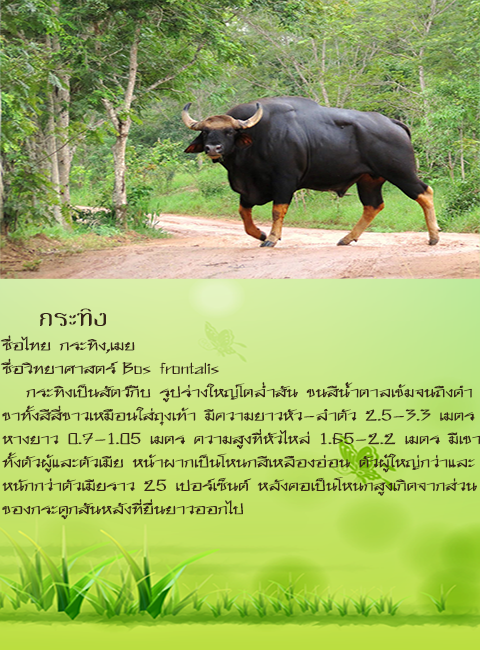 กระทิง
ชื่อไทย กระทิง,เมย
ชื่อวิทยาศาสตร์ Bos frontalis
กระทิงเป็นสัตว์กีบ รูปร่างใหญ่โตล่ำสัน ขนสีน้ำตาลเข้มจนถึงดำ
ขาทั้งสี่สีขาวเหมือนใส่ถุงเท้า มีความยาวหัว-ลำตัว 2.5-3.3 เมตร
หางยาว 0.7-1.05 เมตร ความสูงที่หัวไหล่ 1.65-2.2 เมตร มีเขา
ทั้งตัวผู้และตัวเมีย หน้าผากเป็นโหนกสีเหลืองอ่อน ตัวผู้ใหญ่กว่าและ
หนักกว่าตัวเมียราว 25 เปอร์เซ็นต์ หลังคอเป็นโหนกสูงเกิดจากส่วน
ของกระดูกสันหลังที่ยื่นยาวออกไป